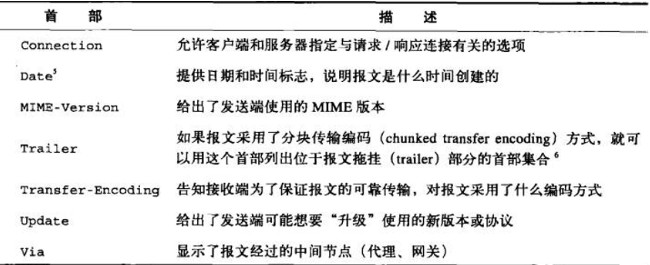 首 部 描 述
Connection 允许客户端和服务器指定与请求/响应连接有关的选项
Date5 提供日期和时间标志，说明报文是什么时间创建的
MIME-Version 给出了发送端使用的 MIME 版本
如果报文采用了分块传输编码（chunked transfer encoding）方式，就可
Trailer
以用这个首部列出位于报文拖挂（trailer）部分的首部集合6
Transfer-Encoding 告知接收端为了保证报文的可靠传输，对报文采用了什么编码方式
Update 给出了发送端可能想要“升级”使用的新版本或协议
Via 显示了报文经过的中间节点（代理、网关）